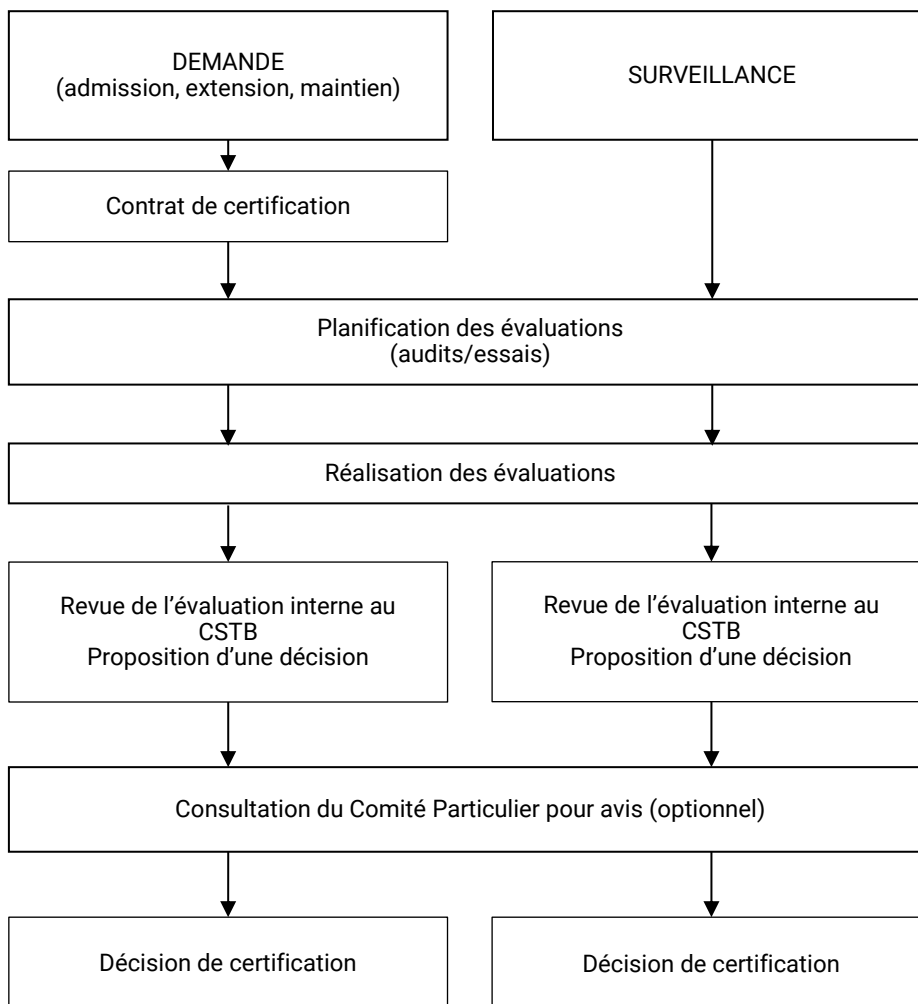 DEMANDE
(admission, extension, maintien)
SURVEILLANCE
Contrat de certification
Planification des évaluations
(audits/essais)
Réalisation des évaluations
Revue de l’évaluation interne au
CSTB
Proposition d’une décision
Revue de l’évaluation interne au
CSTB
Proposition d’une décision
Consultation du Comité Particulier pour avis (optionnel)
Décision de certification
Décision de certification